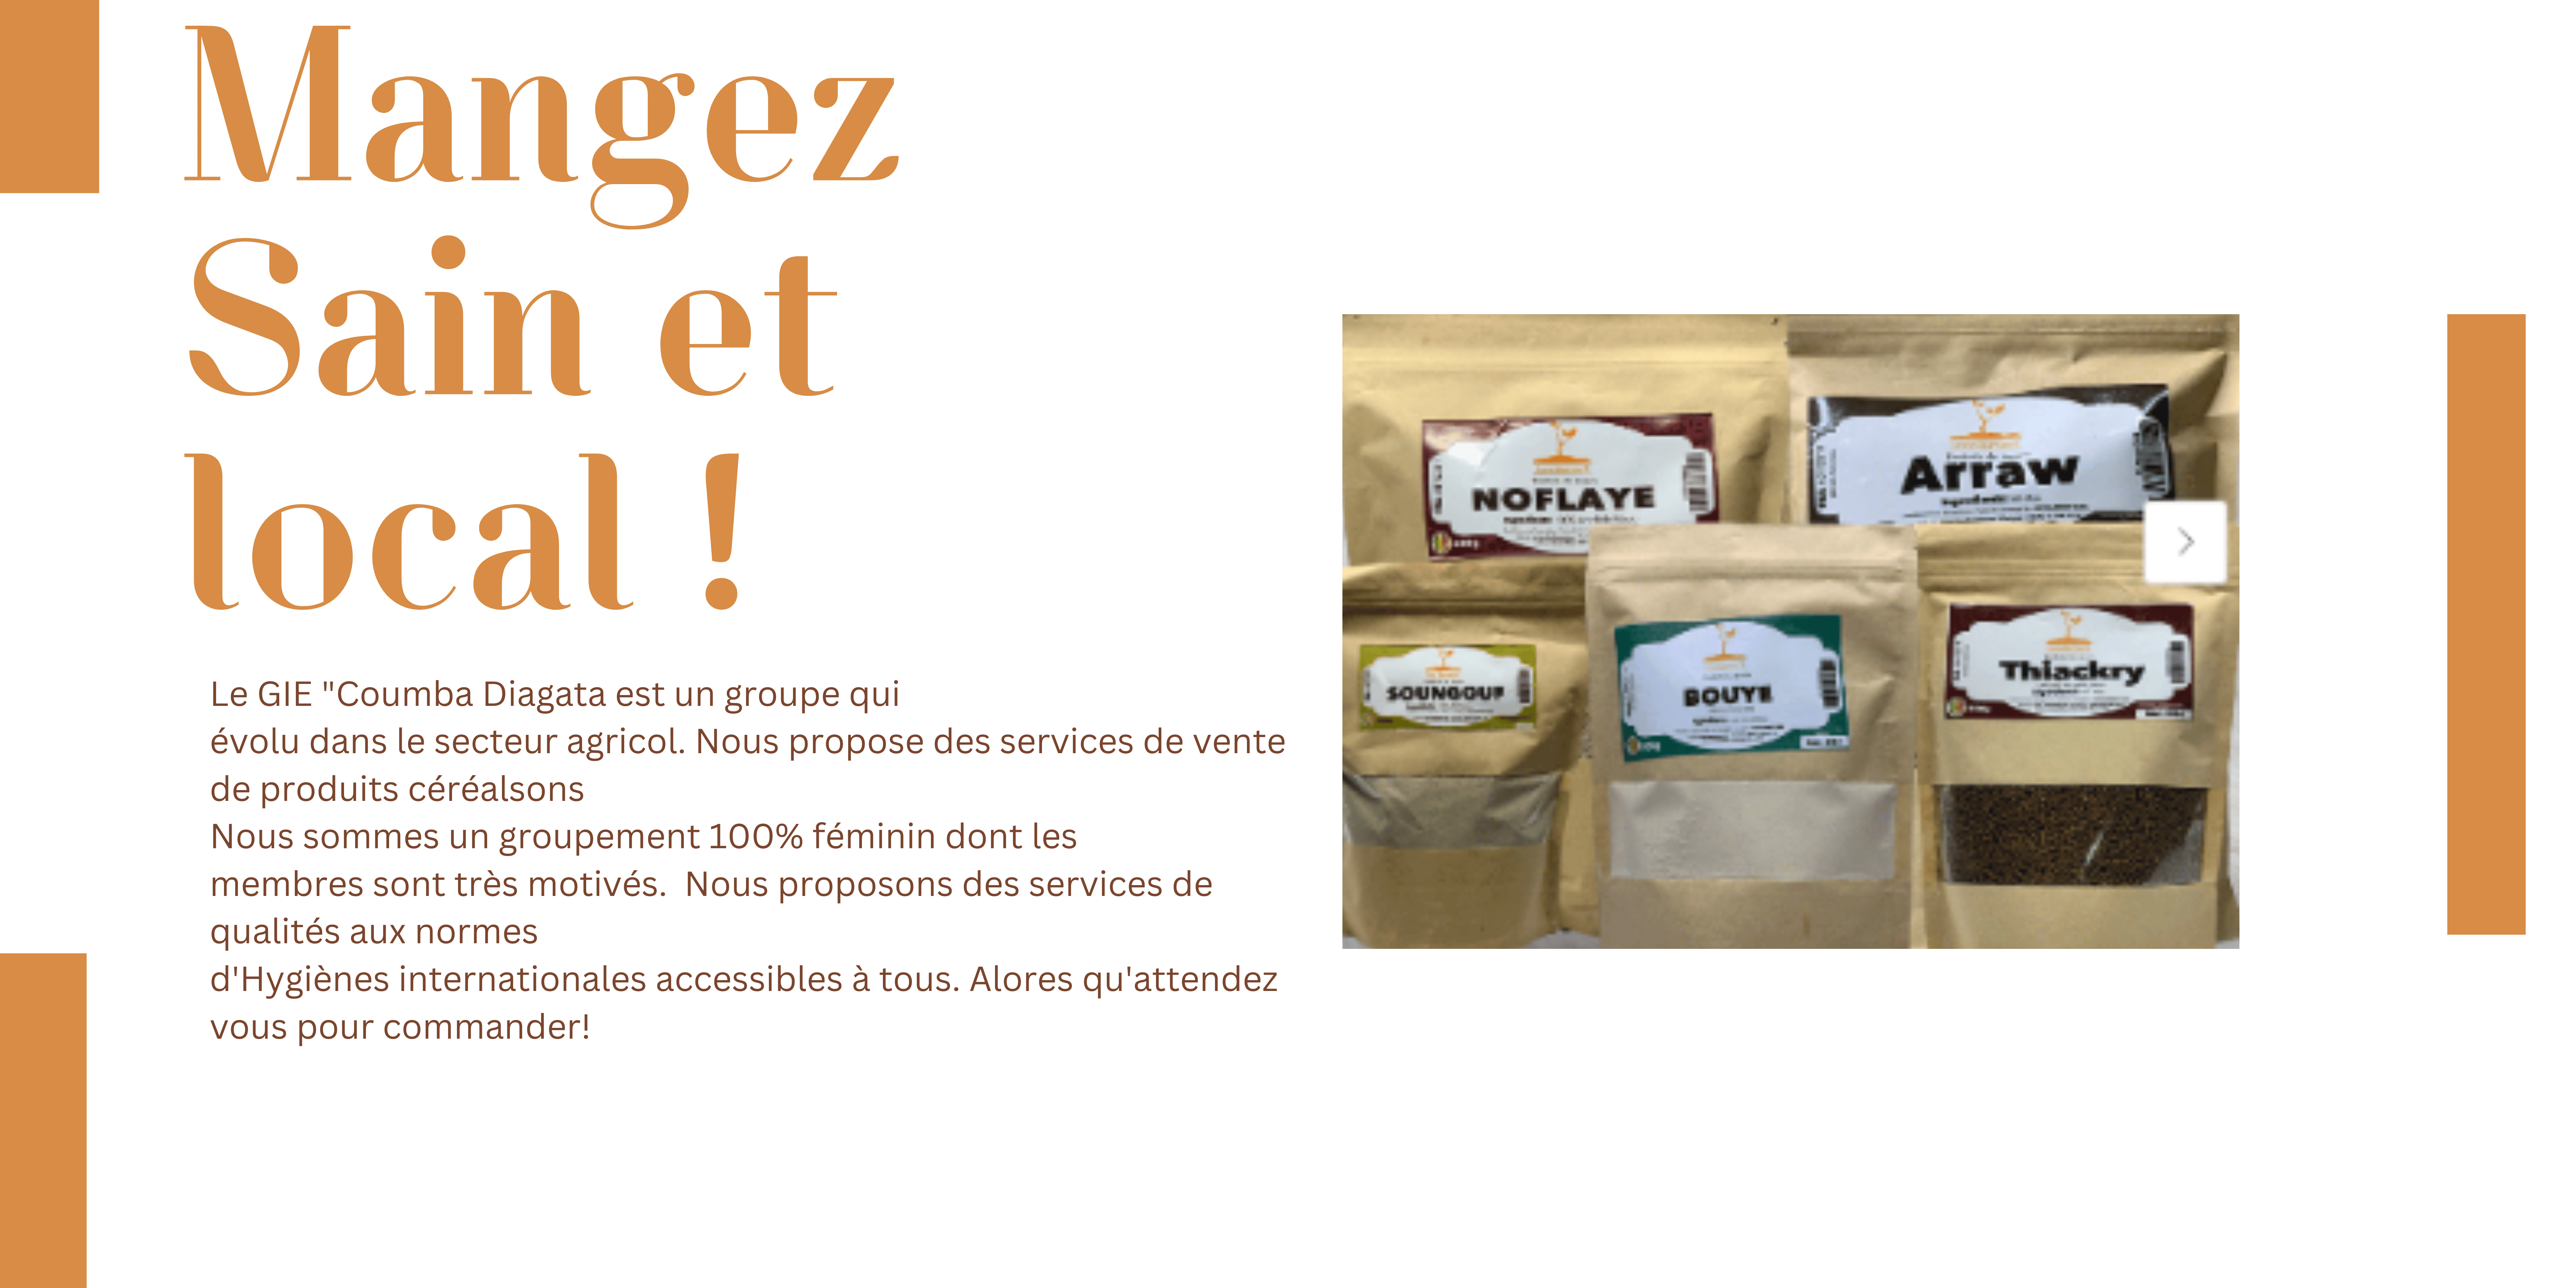 Mangez
Sain et
local !
Le GIE "Coumba Diagata est un groupe qui
évolu dans le secteur agricol. Nous propose des services de vente
de produits céréalsons
Nous sommes un groupement 100% féminin dont les
membres sont très motivés.  Nous proposons des services de
qualités aux normes
d'Hygiènes internationales accessibles à tous. Alores qu'attendez
vous pour commander!
NOFLAYE
Arraw
SOUNGOUF
BOUYE
Thiackry